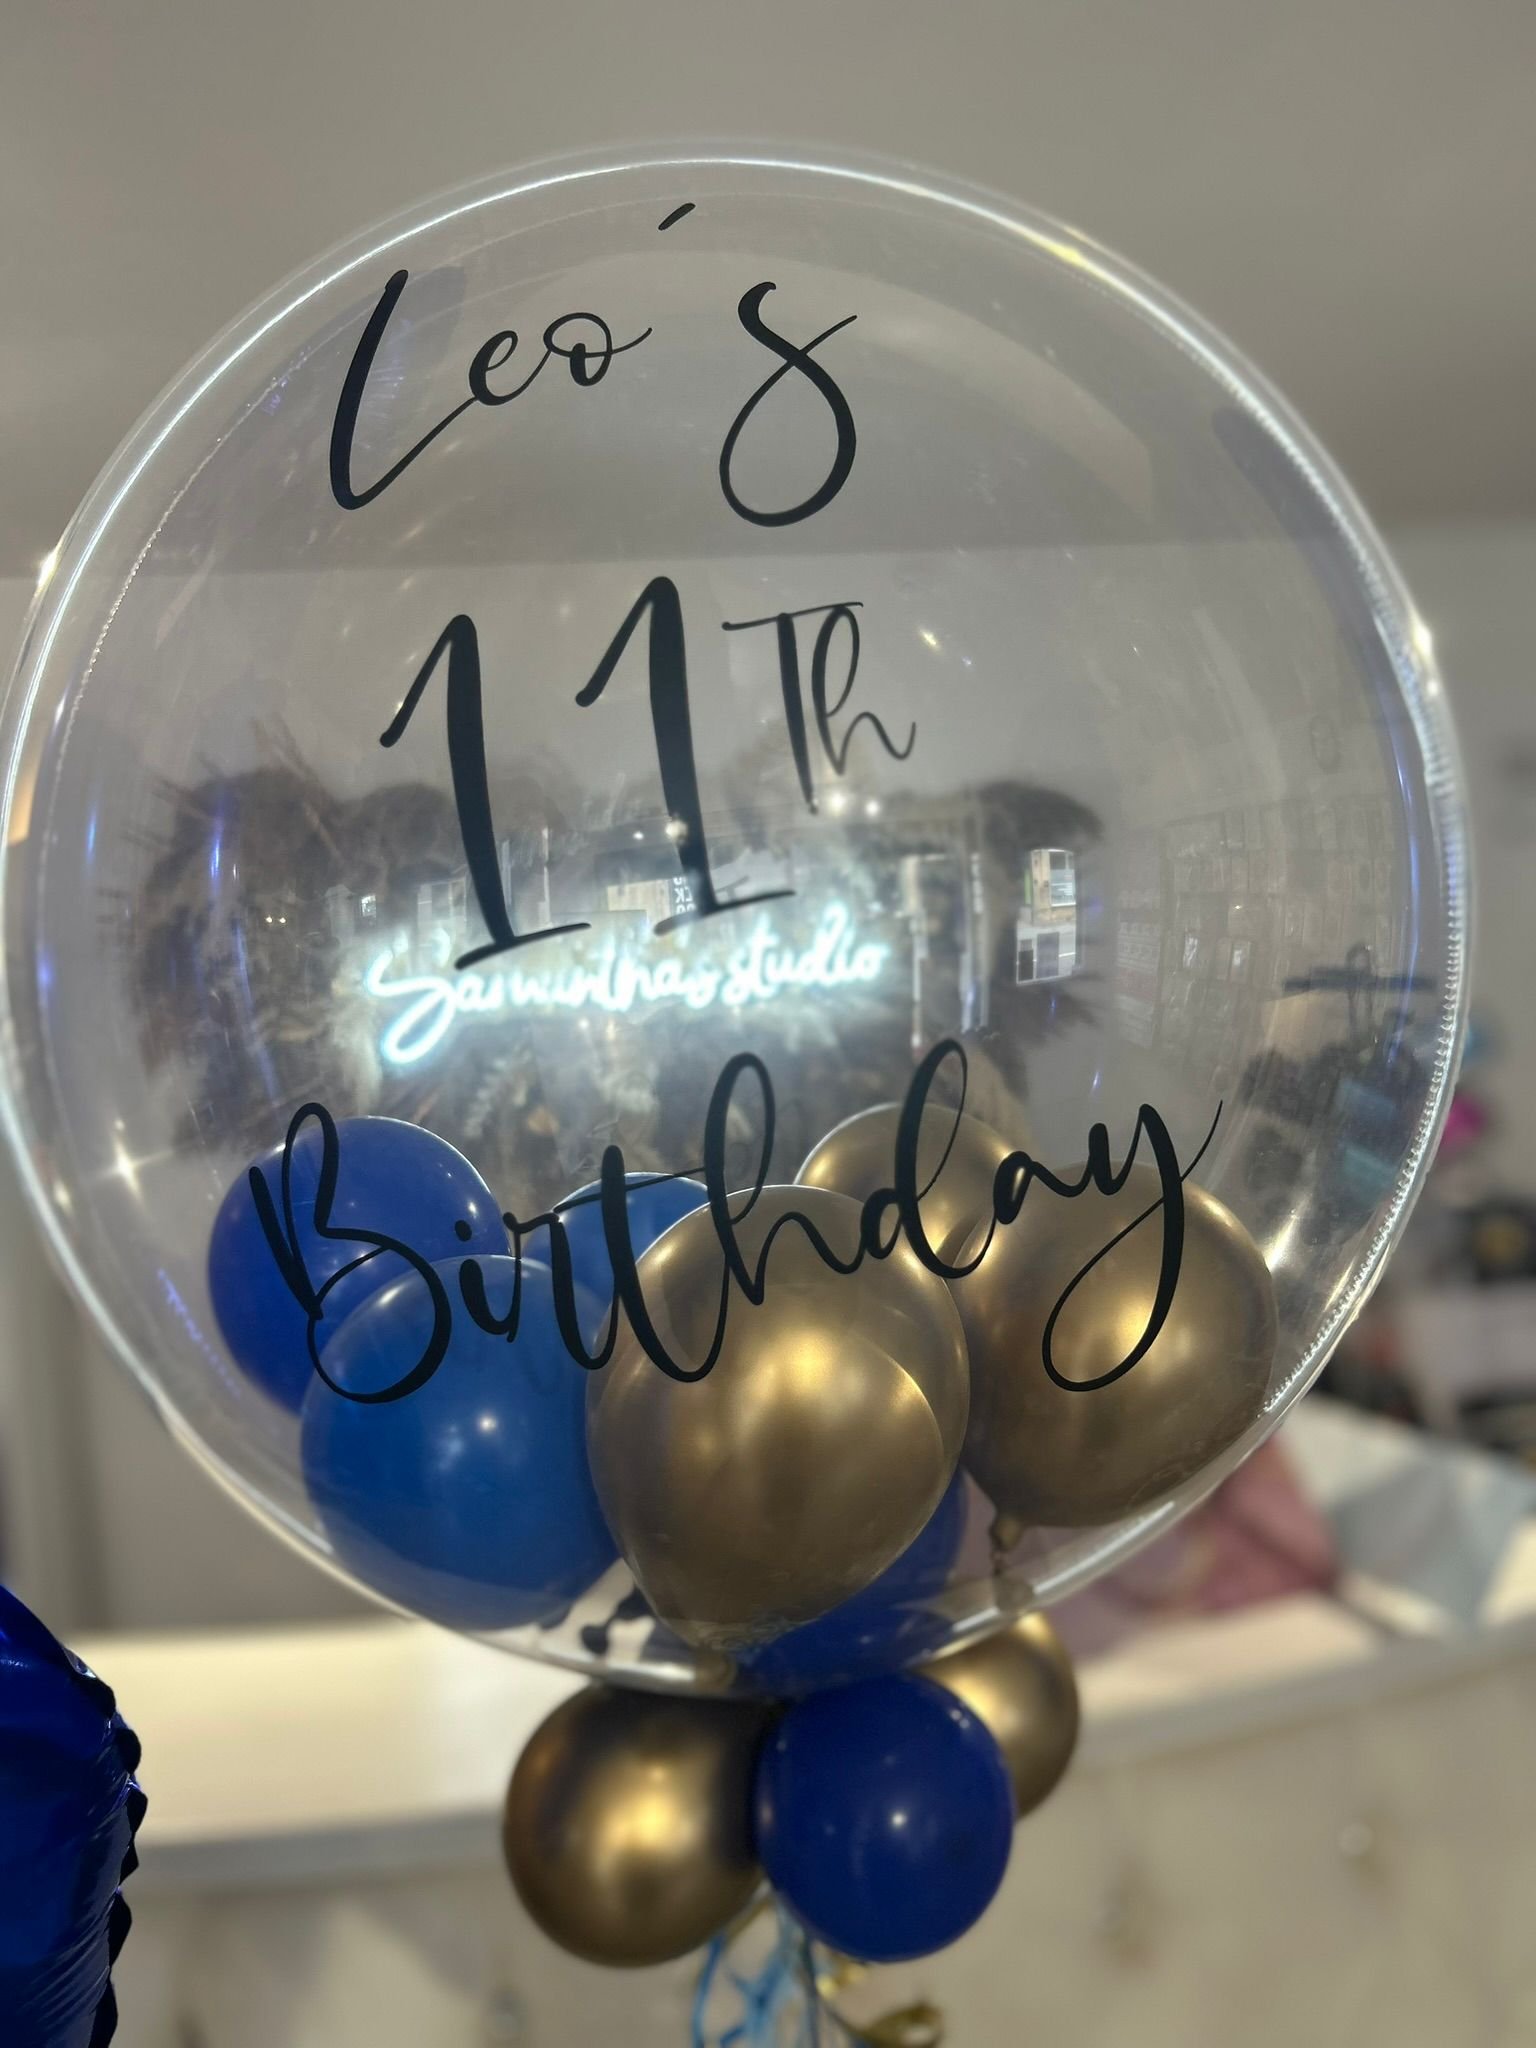 Leo's
11Th
Samantha's studio
Birthday